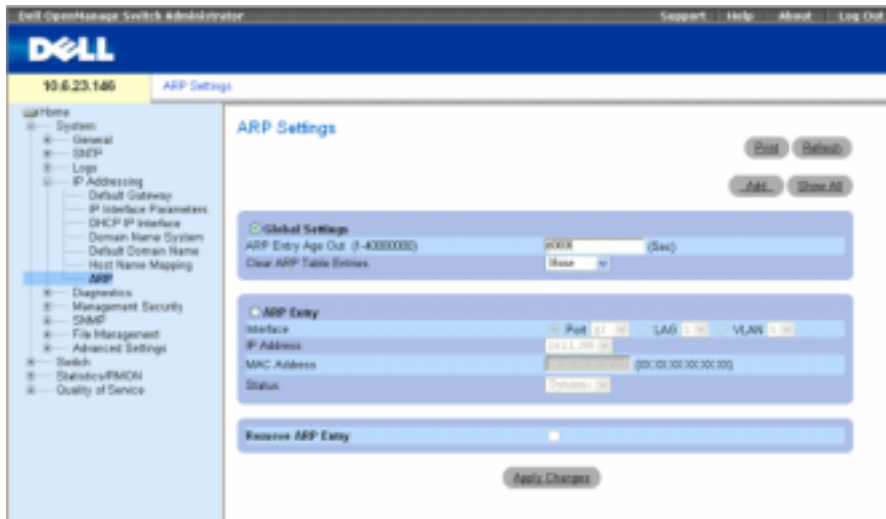 Dell OpenManage Switch Administrator
Support Help About Log Out
DELL
10.6.23.146
ARP Settings
Home
System
General
SNTP
Logs
IP Addressing
Default Gateway
IP Interface Parameters
DHCP IP Interface
Domain Name System
Default Domain Name
Host Name Mapping
ARP
Diagnostics
Management Security
SNMP
File Management
Advanced Settings
Switch
Statistics/RMON
Quality of Service
ARP Settings
Print Refresh
Add Show All
Global Settings
ARP Entry Age Out (1-40000000) (Sec)
Clear ARP Table Entries None
ARP Entry
Interface Port g1 LAG 1 VLAN 1
IP Address
MAC Address (XX:XX:XX:XX:XX:XX)
Status Dynamic
Remove ARP Entry
Apply Changes